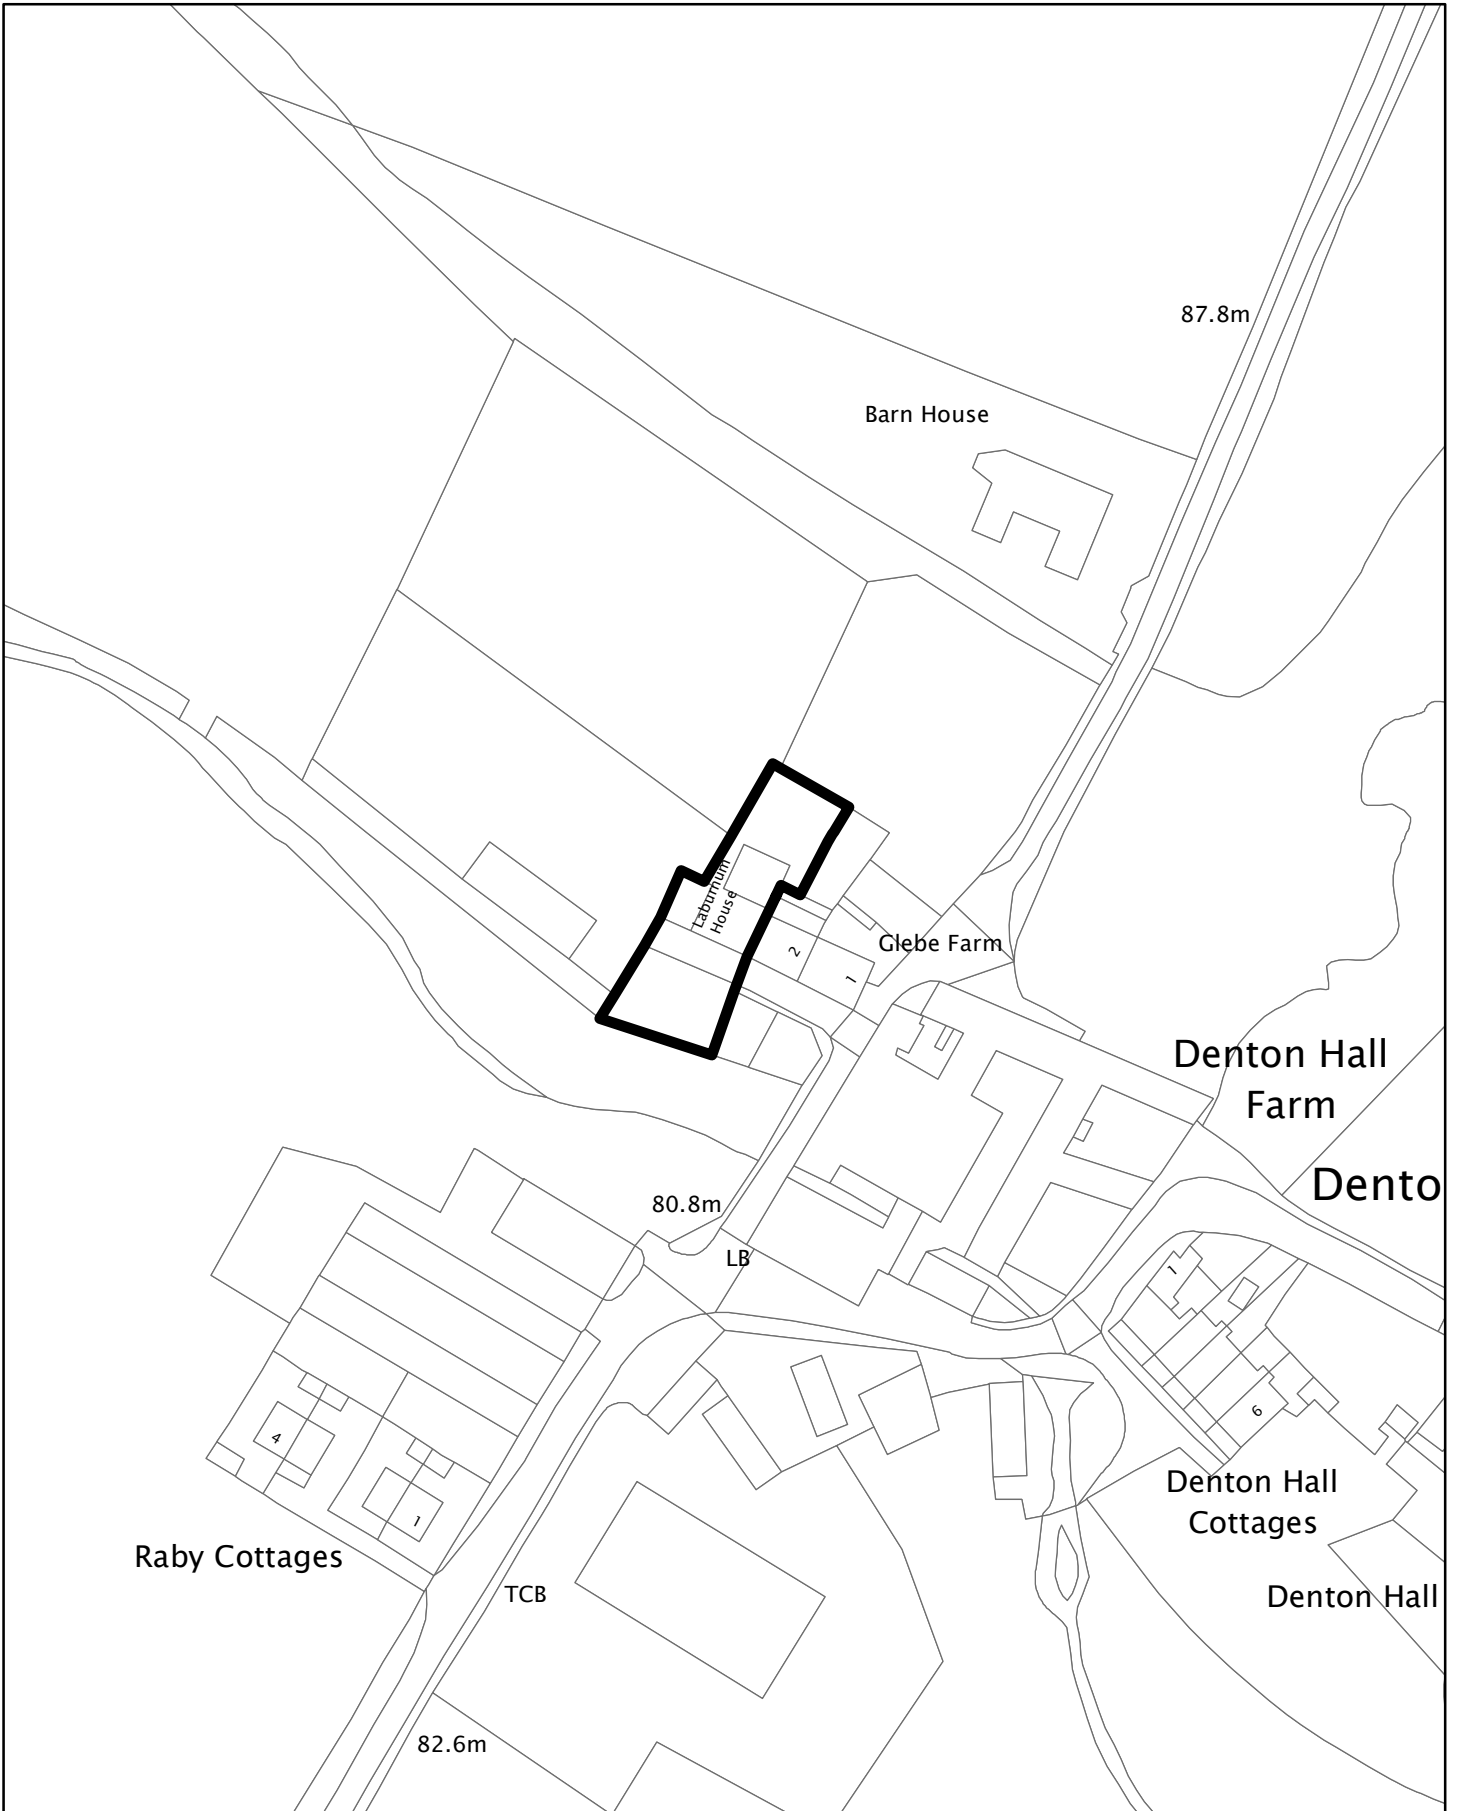 87.8m
Barn House
Laburnum
House
2
1
Glebe Farm
Denton Hall
Farm
Dento
80.8m
LB
1
4
6
1
Denton Hall
Cottages
Raby Cottages
TCB
Denton Hall
82.6m